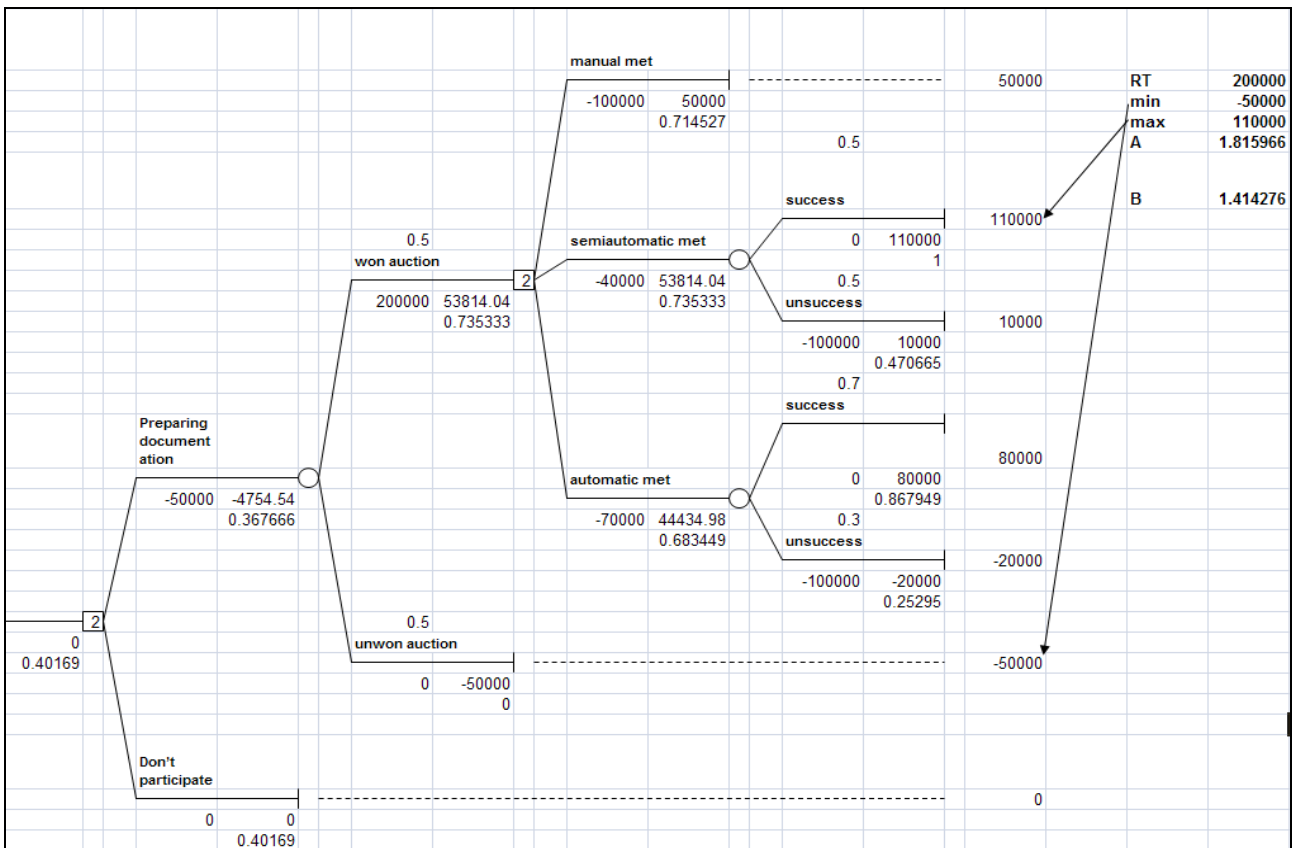 manual met
50000 RT 200000
-100000 50000 min -50000
0.714527 max 110000
0.5 A 1.815966
success B 1.414276
110000
0.5 semiautomatic met 0 110000
won auction 1
2 -40000 53814.04 0.5
200000 53814.04 0.735333 unsuccess
0.735333 10000
-100000 10000
0.470665
0.7
success
Preparing
document
ation 80000
automatic met 0 80000
-50000 -4754.54 0.867949
0.367666 -70000 44434.98 0.3
0.683449 unsuccess
-20000
-100000 -20000
0.25295
2 0.5
0 unwon auction
0.40169 -50000
0 -50000
0
Don't
participate
0
0 0
0.40169